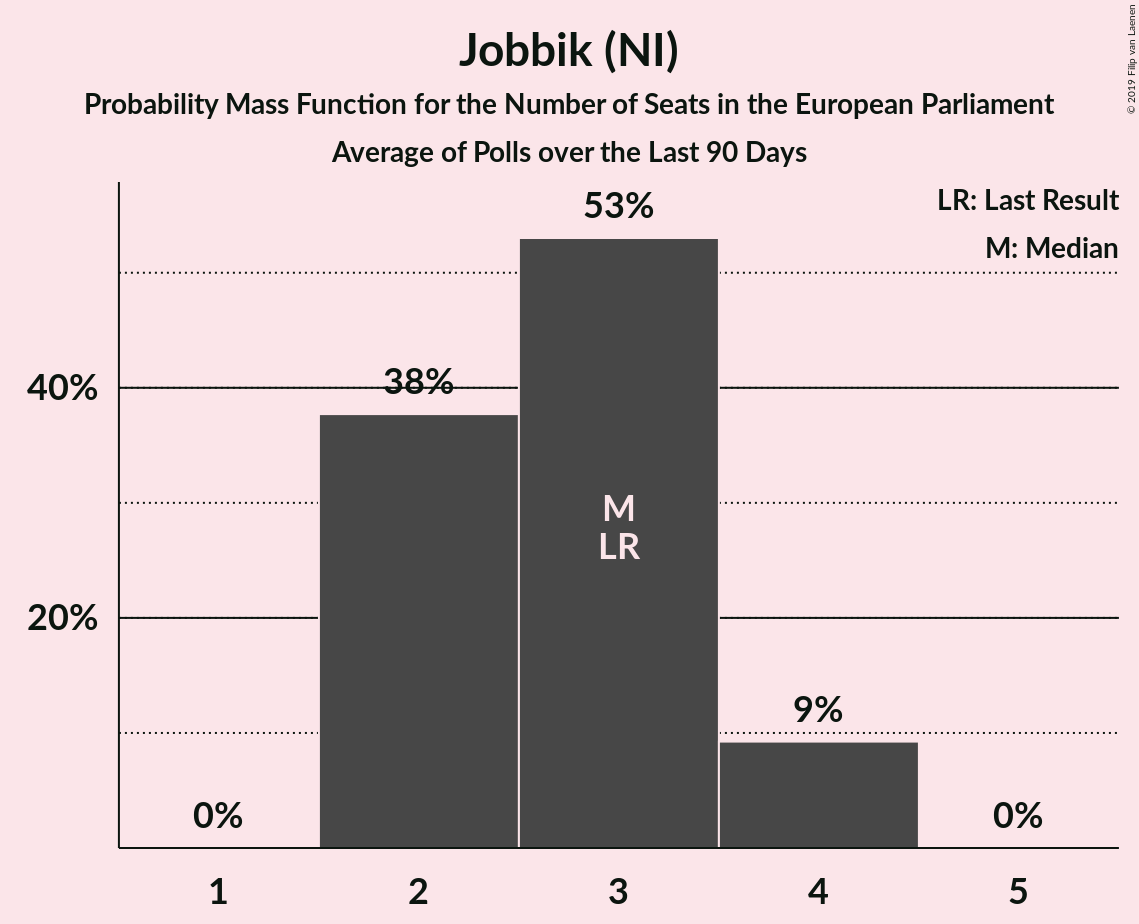 Jobbik (NI)
Probability Mass Function for the Number of Seats in the European Parliament
Average of Polls over the Last 90 Days
© 2019 Filip van Laenen
LR: Last Result
M: Median
53%
38%
40%
M
LR
20%
9%
0%
0%
1
2
3
4
5